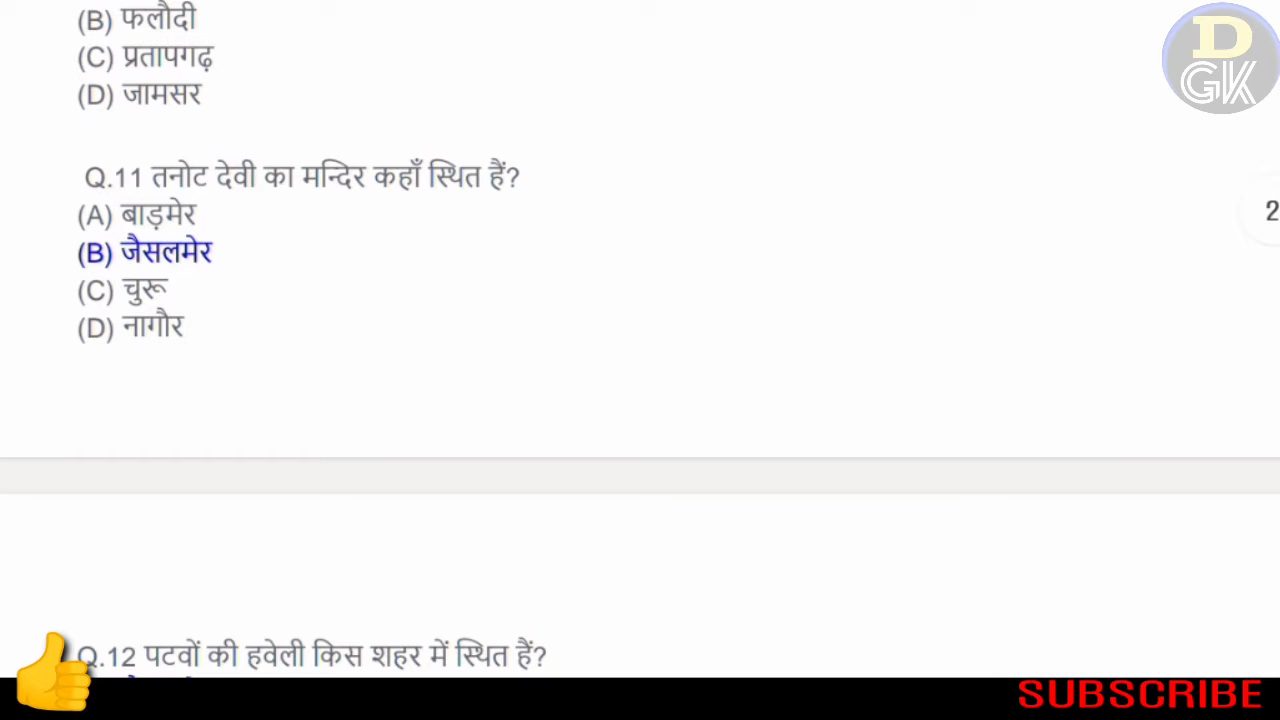 (B) फलौदी
(C) प्रतापगढ़
(D) जामसर
D
GK
Q.11 तनोट देवी का मन्दिर कहाँ स्थित हैं?
(A) बाड़मेर
2
(B) जैसलमेर
(C) चुरू
(D) नागौर
Q.12 पटवों की हवेली किस शहर में स्थित हैं?
SUBSCRIBE